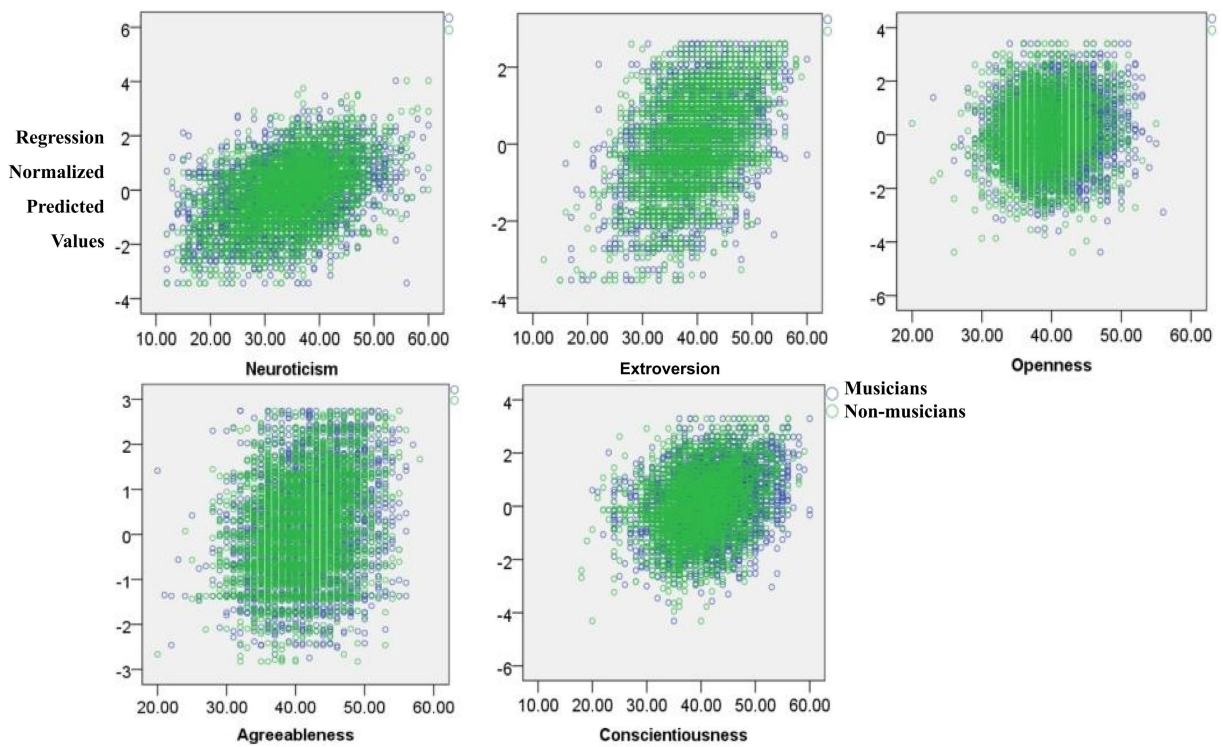 Regression
Normalized
Predicted
Values
6
4
2
0
-2
-4
10.00 20.00 30.00 40.00 50.00 60.00
Neuroticism
4
2
0
-2
-4
10.00 20.00 30.00 40.00 50.00 60.00
Extroversion
4
2
0
-2
-4
-6
20.00 30.00 40.00 50.00 60.00
Openness
3
2
1
0
-1
-2
-3
20.00 30.00 40.00 50.00 60.00
Agreeableness
4
2
0
-2
-4
-6
10.00 20.00 30.00 40.00 50.00 60.00
Conscientiousness
Musicians
Non-musicians